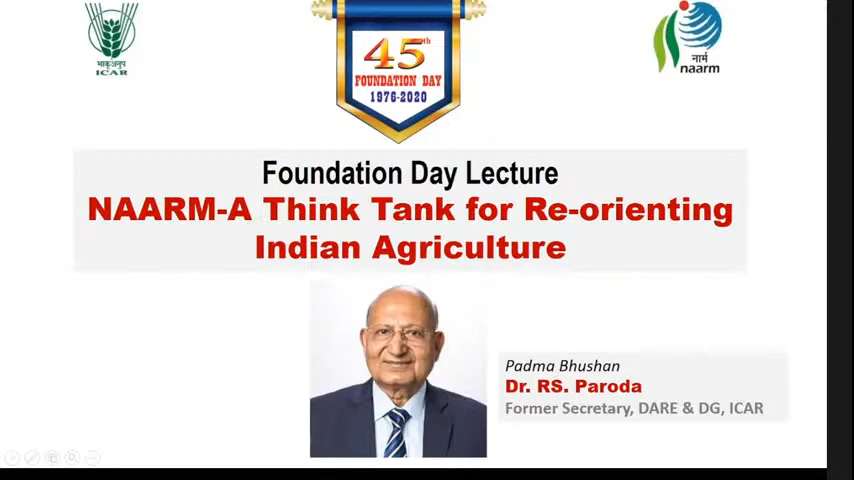 भाकृअनुप
ICAR
45th
FOUNDATION DAY
1976-2020
नार्म
naarm
Foundation Day Lecture
NAARM-A Think Tank for Re-orienting
Indian Agriculture
Padma Bhushan
Dr. RS. Paroda
Former Secretary, DARE & DG, ICAR